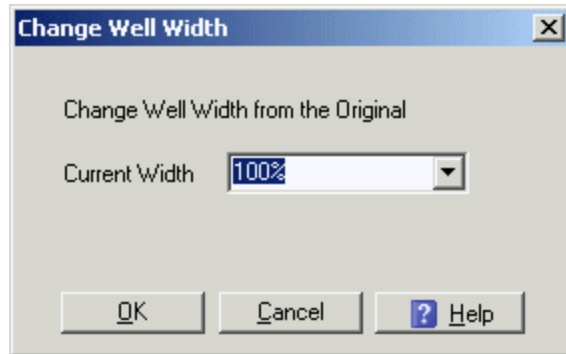 Change Well Width
Change Well Width from the Original
Current Width 100%
OK Cancel ? Help